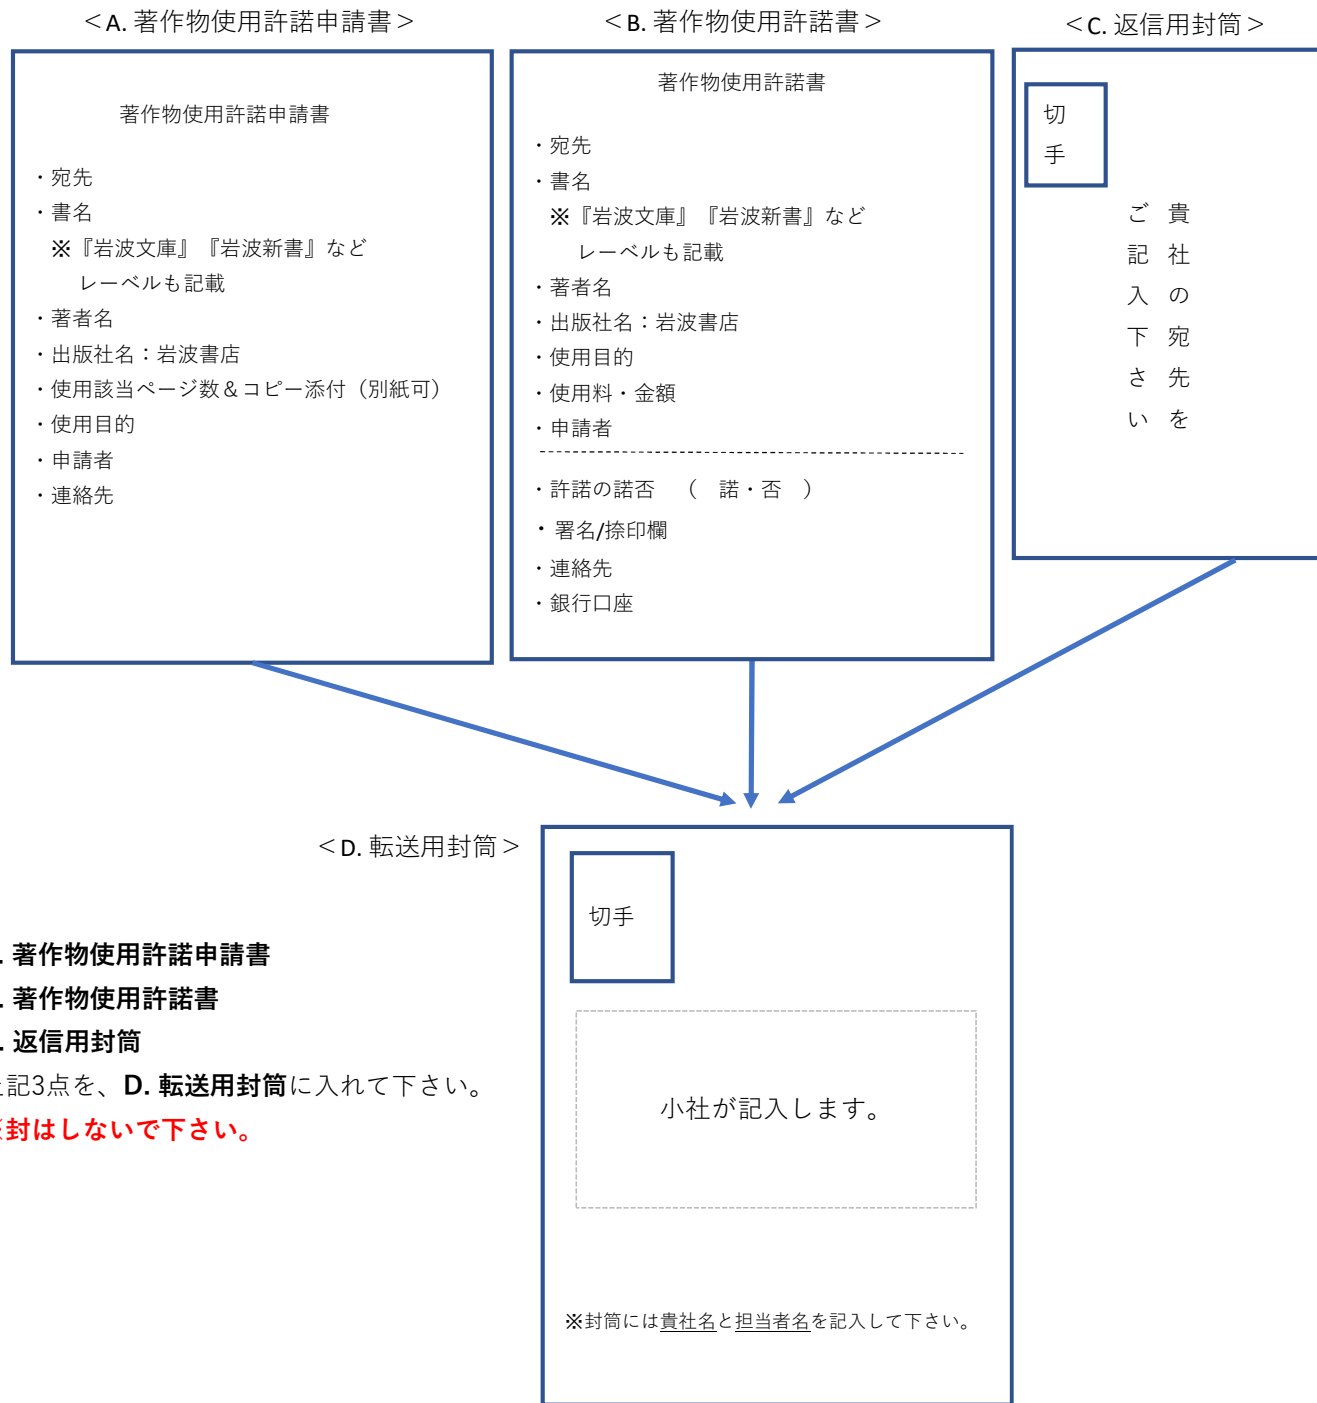 ＜A. 著作物使用許諾申請書＞
著作物使用許諾申請書
・宛先
・書名
※『岩波文庫』『岩波新書』など
レーベルも記載
・著者名
・出版社名：岩波書店
・使用該当ページ数＆コピー添付（別紙可）
・使用目的
・申請者
・連絡先
＜B. 著作物使用許諾書＞
著作物使用許諾書
・宛先
・書名
※『岩波文庫』『岩波新書』など
レーベルも記載
・著者名
・出版社名：岩波書店
・使用目的
・使用料・金額
・申請者
・許諾の諾否　（　諾・否　）
・署名/捺印欄
・連絡先
・銀行口座
＜C. 返信用封筒＞
切
手
貴社の宛先を
ご記入下さい
＜D. 転送用封筒＞
切手
小社が記入します。
※封筒には貴社名と担当者名を記入して下さい。
. 著作物使用許諾申請書
. 著作物使用許諾書
. 返信用封筒
記3点を、D. 転送用封筒に入れて下さい。
封はしないで下さい。